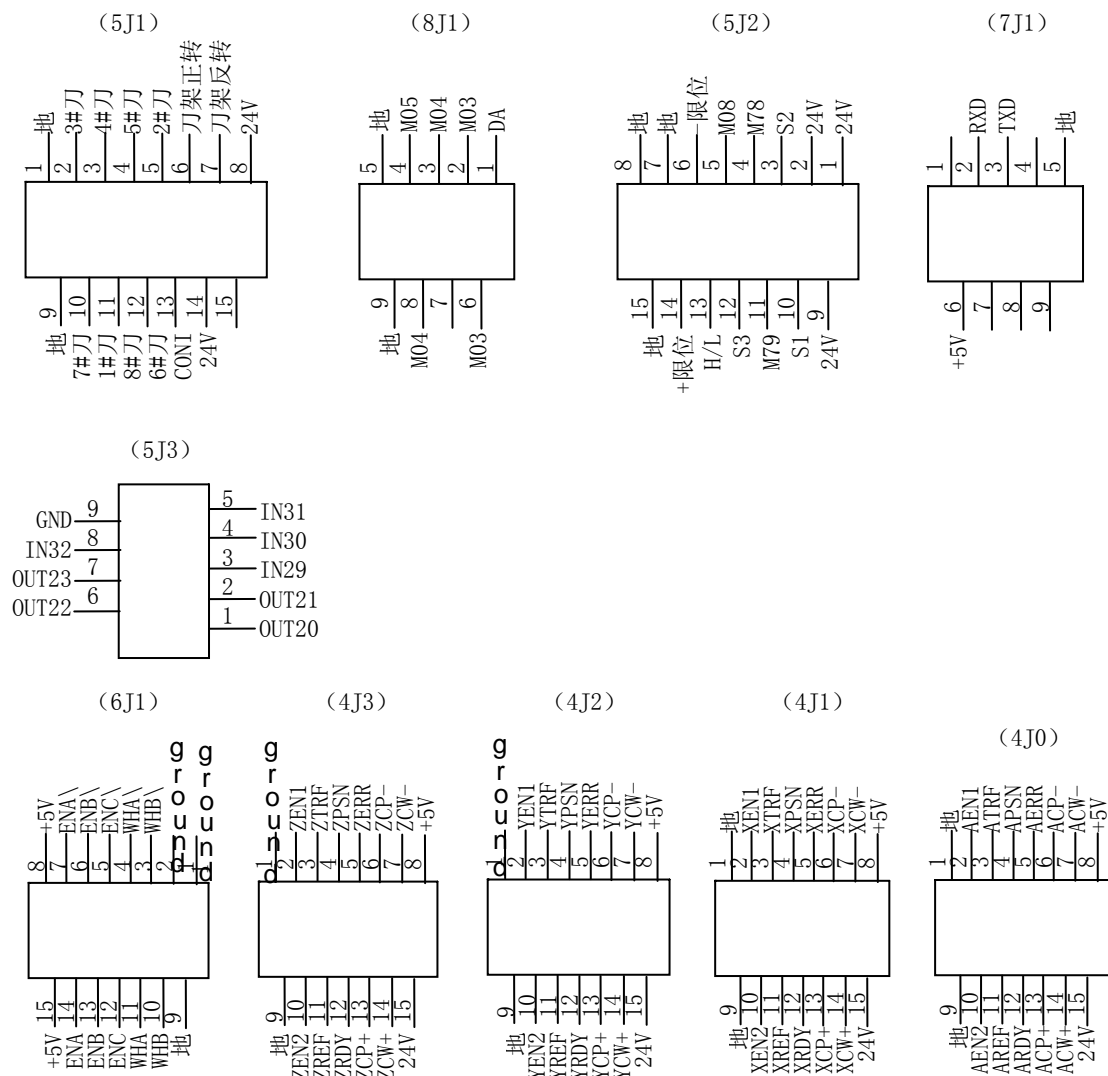 （5J1）
地
3#刀
4#刀
5#刀
2#刀
刀架正转
刀架反转
24V
1
2
3
4
5
6
7
8
9
10
11
12
13
14
15
地
7#刀
1#刀
8#刀
6#刀
CONI
24V
（8J1）
地
M05
M04
M03
DA
5
4
3
2
1
9
8
7
6
地
M04
M03
（5J2）
地
地
-限位
M08
M78
S2
24V
24V
8
7
6
5
4
3
2
1
15
14
13
12
11
10
9
地
+限位
H/L
S3
M79
S1
24V
（7J1）
RXD
TXD
地
1
2
3
4
5
6
7
8
9
+5V
（5J3）
GND 9
IN32 8
OUT23 7
OUT22 6
5 IN31
4 IN30
3 IN29
2 OUT21
1 OUT20
（6J1）
+5V
ENA\
ENB\
ENC\
WHA\
WHB\
ground
ground
8
7
6
5
4
3
2
1
15
14
13
12
11
10
9
+5V
ENA
ENB
ENC
WHA
WHB
地
（4J3）
ground
ZEN1
ZTRF
ZPSN
ZERR
ZCP-
ZCW-
+5V
1
2
3
4
5
6
7
8
9
10
11
12
13
14
15
地
ZEN2
ZREF
ZRDY
ZCP+
ZCW+
24V
（4J2）
ground
YEN1
YTRF
YPSN
YERR
YCP-
YCW-
+5V
1
2
3
4
5
6
7
8
9
10
11
12
13
14
15
地
YEN2
YREF
YRDY
YCP+
YCW+
24V
（4J1）
地
XEN1
XTRF
XPSN
XERR
XCP-
XCW-
+5V
1
2
3
4
5
6
7
8
9
10
11
12
13
14
15
地
XEN2
XREF
XRDY
XCP+
XCW+
24V
（4J0）
地
AEN1
ATRF
APSN
AERR
ACP-
ACW-
+5V
1
2
3
4
5
6
7
8
9
10
11
12
13
14
15
地
AEN2
AREF
ARDY
ACP+
ACW+
24V